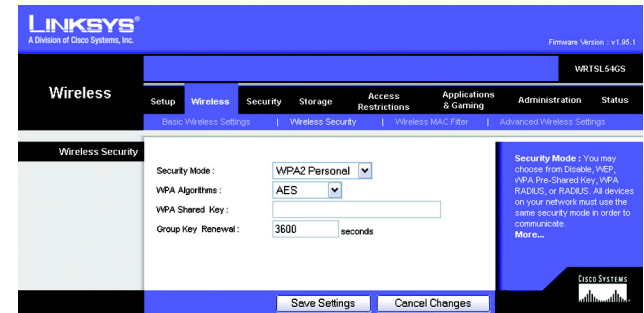 LINKSYS®
A Division of Cisco Systems, Inc.
Firmware Version : v1.95.1
WRTSL54GS
Wireless
Setup Wireless Security Storage Access Restrictions Applications & Gaming Administration Status
Basic Wireless Settings | Wireless Security | Wireless MAC Filter | Advanced Wireless Settings
Wireless Security
Security Mode : WPA2 Personal
WPA Algorithms : AES
WPA Shared Key :
Group Key Renewal : 3600 seconds
Security Mode : You may
choose from Disable, WEP,
WPA Pre-Shared Key, WPA
RADIUS, or RADIUS. All devices
on your network must use the
same security mode in order to
communicate.
More...
CISCO SYSTEMS
Save Settings Cancel Changes